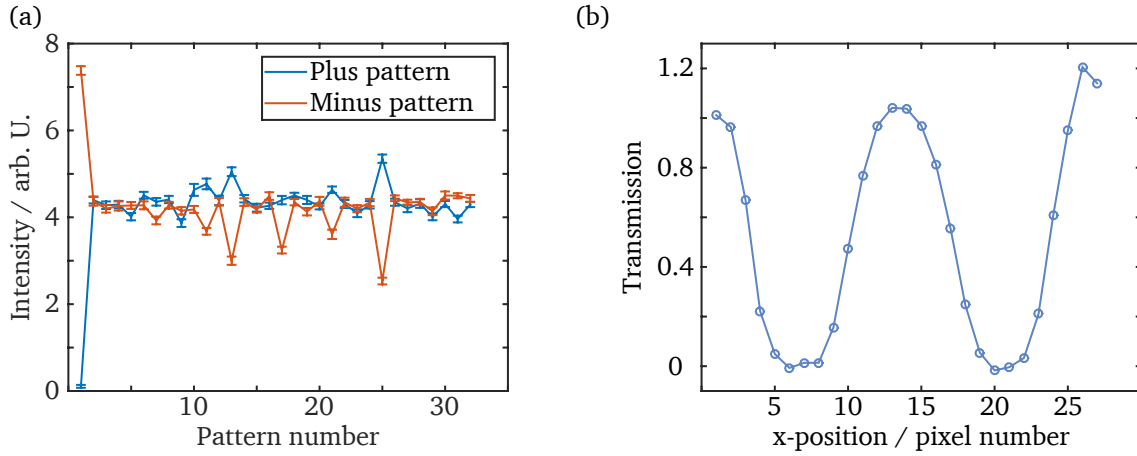 (a)
8
6
4
2
0
10 20 30
Intensity / arb. U.
Pattern number
Plus pattern
Minus pattern
(b)
1.2
0.8
0.4
0
5 10 15 20 25
Transmission
x-position / pixel number